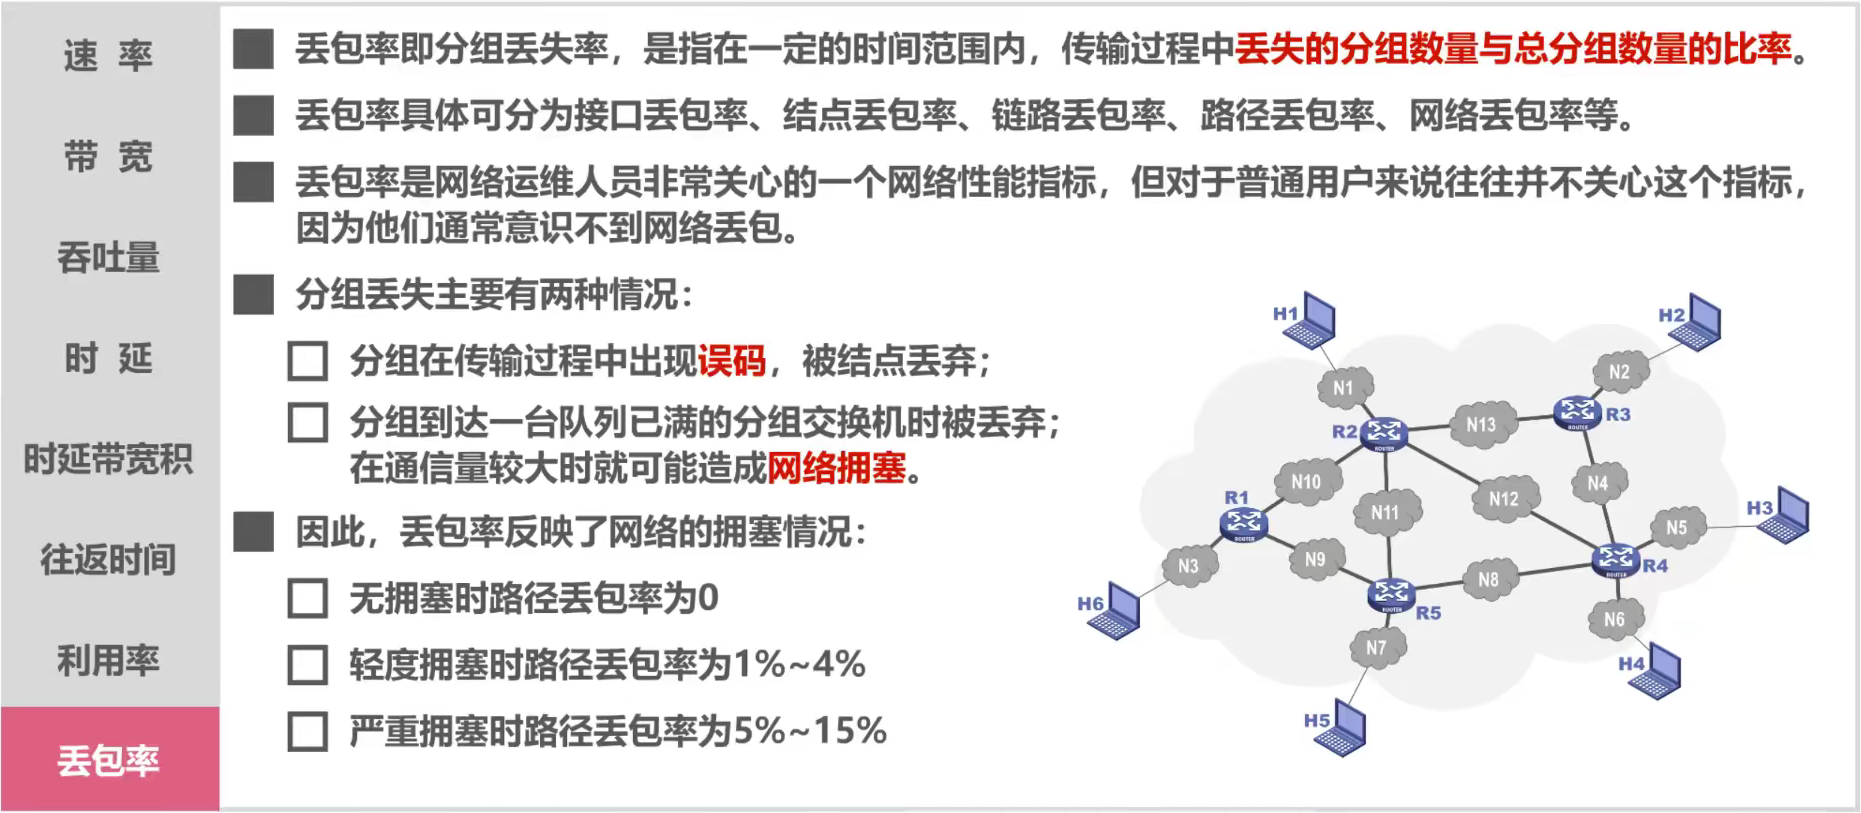 速 率
带 宽
吞吐量
时 延
时延带宽积
往返时间
利用率
丢包率
丢包率即分组丢失率，是指在一定的时间范围内，传输过程中丢失的分组数量与总分组数量的比率。
丢包率具体可分为接口丢包率、结点丢包率、链路丢包率、路径丢包率、网络丢包率等。
丢包率是网络运维人员非常关心的一个网络性能指标，但对于普通用户来说往往并不关心这个指标，
因为他们通常意识不到网络丢包。
分组丢失主要有两种情况：
分组在传输过程中出现误码，被结点丢弃；
分组到达一台队列已满的分组交换机时被丢弃；
在通信量较大时就可能造成网络拥塞。
因此，丢包率反映了网络的拥塞情况：
无拥塞时路径丢包率为0
轻度拥塞时路径丢包率为1%~4%
严重拥塞时路径丢包率为5%~15%
H1
H2
N1
N2
R2
ROUTER
N13
R3
ROUTER
N10
N12
N4
R1
ROUTER
N11
H3
N5
N3
N9
N8
R4
ROUTER
H6
R5
ROUTER
N6
N7
H4
H5